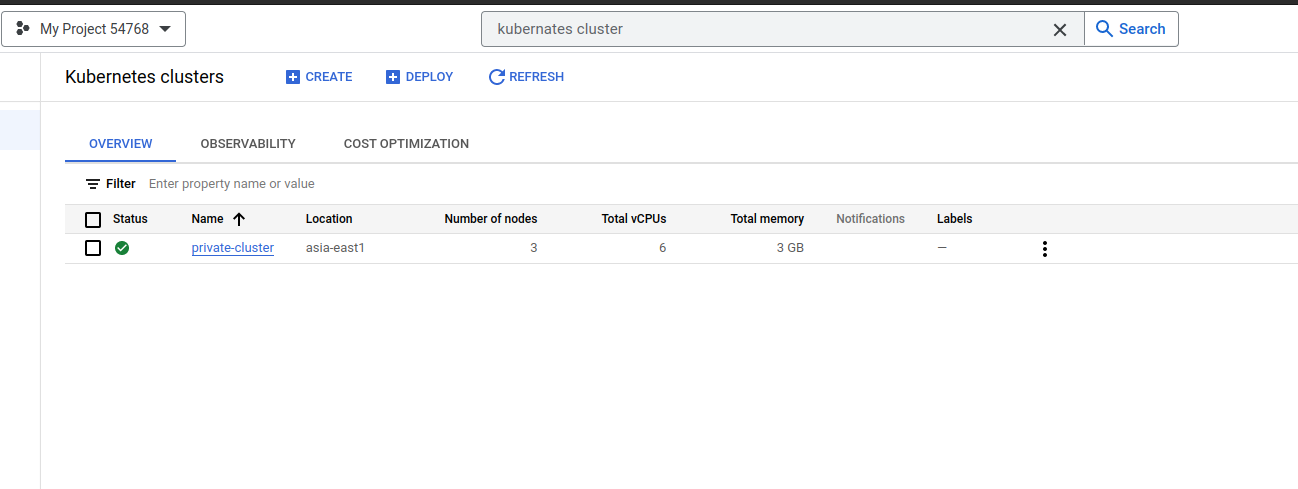 My Project 54768 kubernates cluster Search
Kubernetes clusters CREATE DEPLOY REFRESH
OVERVIEW OBSERVABILITY COST OPTIMIZATION
Filter Enter property name or value
Status Name Location Number of nodes Total vCPUs Total memory Notifications Labels
private-cluster asia-east1 3 6 3 GB —